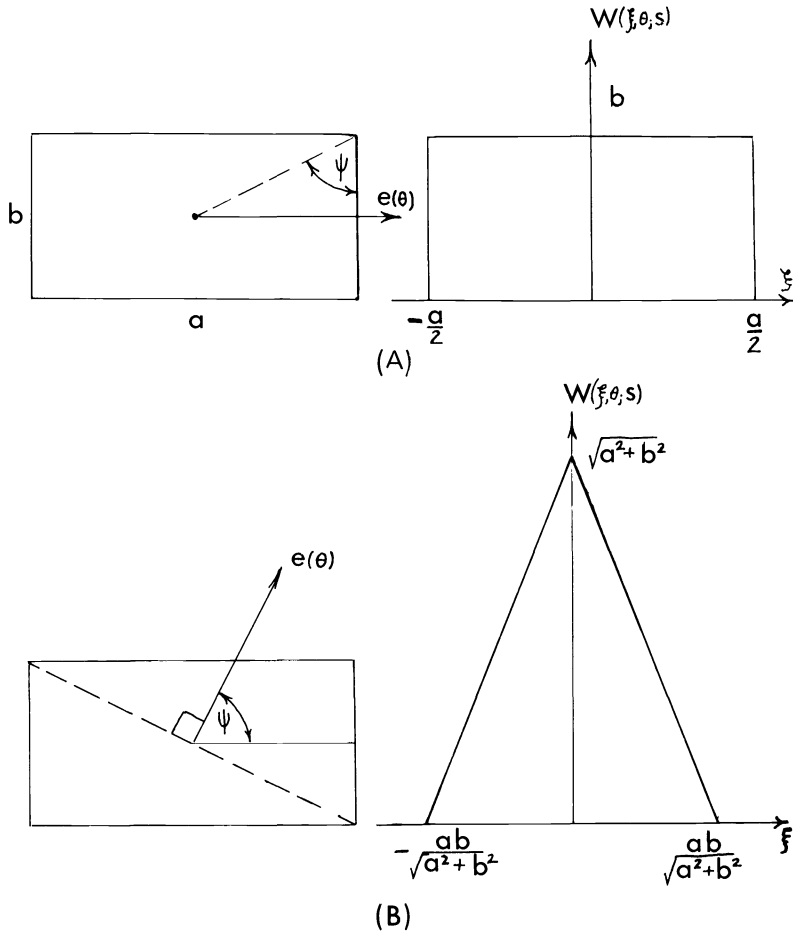 W(ξ,θ;s)
b
ψ
e(θ)
b
a
ξ
-a/2
a/2
(A)
W(ξ,θ;s)
√a²+b²
e(θ)
ψ
ξ
-ab/√a²+b²
ab/√a²+b²
(B)